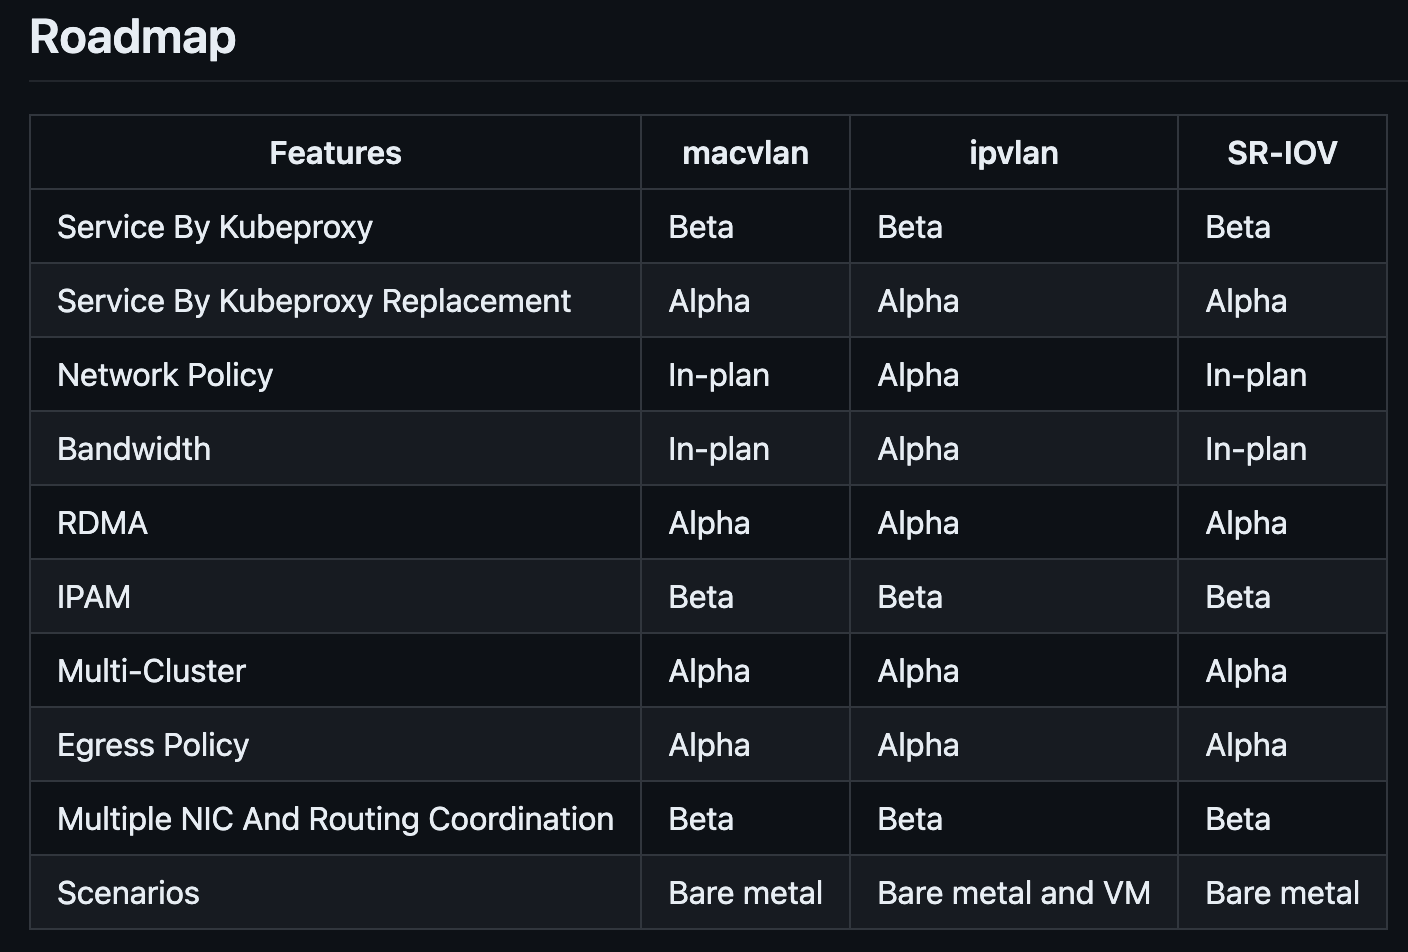 Roadmap
Features macvlan ipvlan SR-IOV
Service By Kubeproxy Beta Beta Beta
Service By Kubeproxy Replacement Alpha Alpha Alpha
Network Policy In-plan Alpha In-plan
Bandwidth In-plan Alpha In-plan
RDMA Alpha Alpha Alpha
IPAM Beta Beta Beta
Multi-Cluster Alpha Alpha Alpha
Egress Policy Alpha Alpha Alpha
Multiple NIC And Routing Coordination Beta Beta Beta
Scenarios Bare metal Bare metal and VM Bare metal